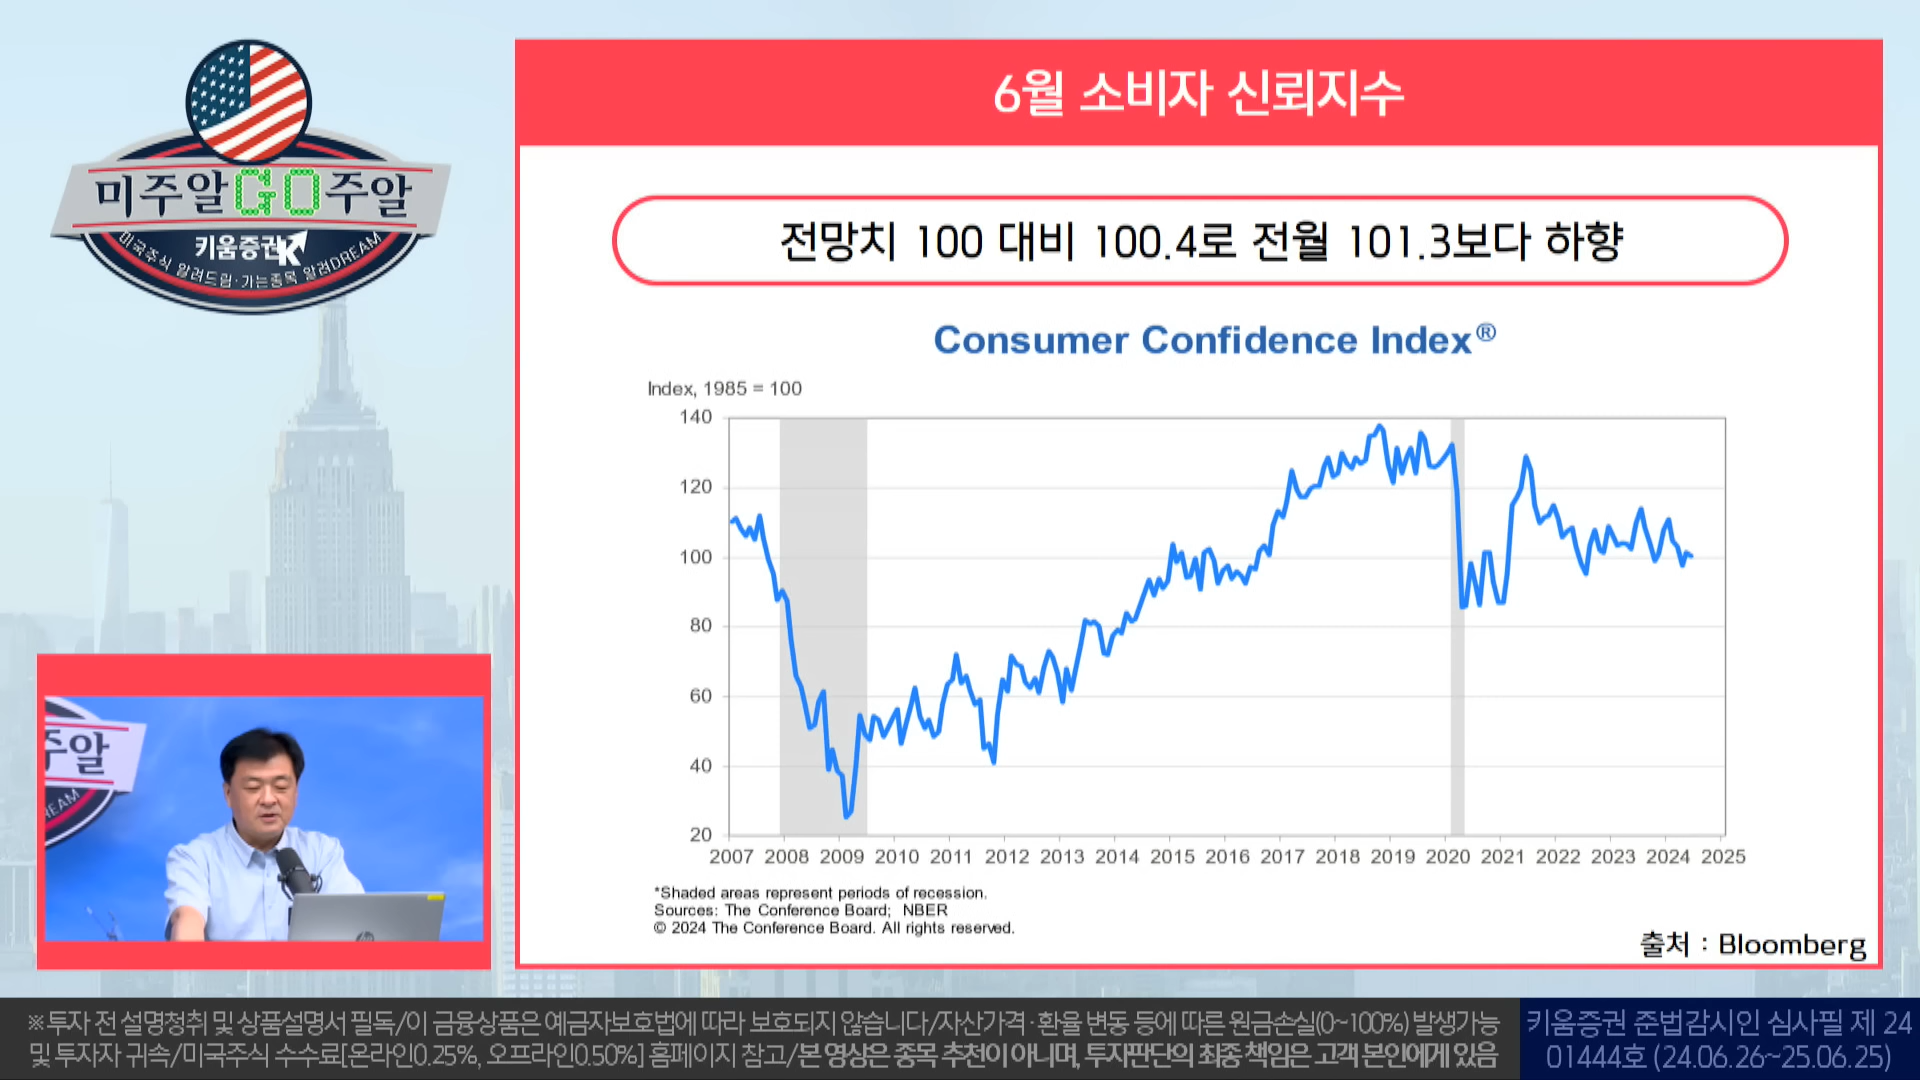 미주알GO주알
키움증권
미국주식 알려드림·가는종목 알려DREAM
6월 소비자 신뢰지수
전망치 100 대비 100.4로 전월 101.3보다 하향
Consumer Confidence Index®
Index, 1985 = 100
140
120
100
80
60
40
20
2007 2008 2009 2010 2011 2012 2013 2014 2015 2016 2017 2018 2019 2020 2021 2022 2023 2024 2025
*Shaded areas represent periods of recession.
Sources: The Conference Board; NBER
© 2024 The Conference Board. All rights reserved.
출처 : Bloomberg
주알
EAM
hp
※투자 전 설명청취 및 상품설명서 필독/이 금융상품은 예금자보호법에 따라 보호되지 않습니다/자산가격·환율 변동 등에 따른 원금손실(0~100%) 발생가능
및 투자자 귀속/미국주식 수수료[온라인0.25%, 오프라인0.50%] 홈페이지 참고/본 영상은 종목 추천이 아니며, 투자판단의 최종 책임은 고객 본인에게 있음
키움증권 준법감시인 심사필 제 24
01444호 (24.06.26~25.06.25)